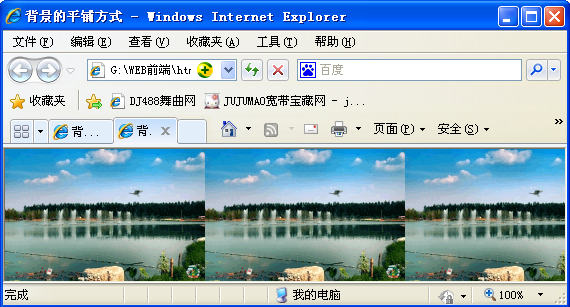 背景的平铺方式 - Windows Internet Explorer
文件(F) 编辑(E) 查看(V) 收藏夹(A) 工具(T) 帮助(H)
G:\WEB前端\htm 百度
收藏夹 DJ488舞曲网 JUJUMAO宽带宝藏网 - j...
背... 背. 页面(P) 安全(S) »
完成 我的电脑 100%